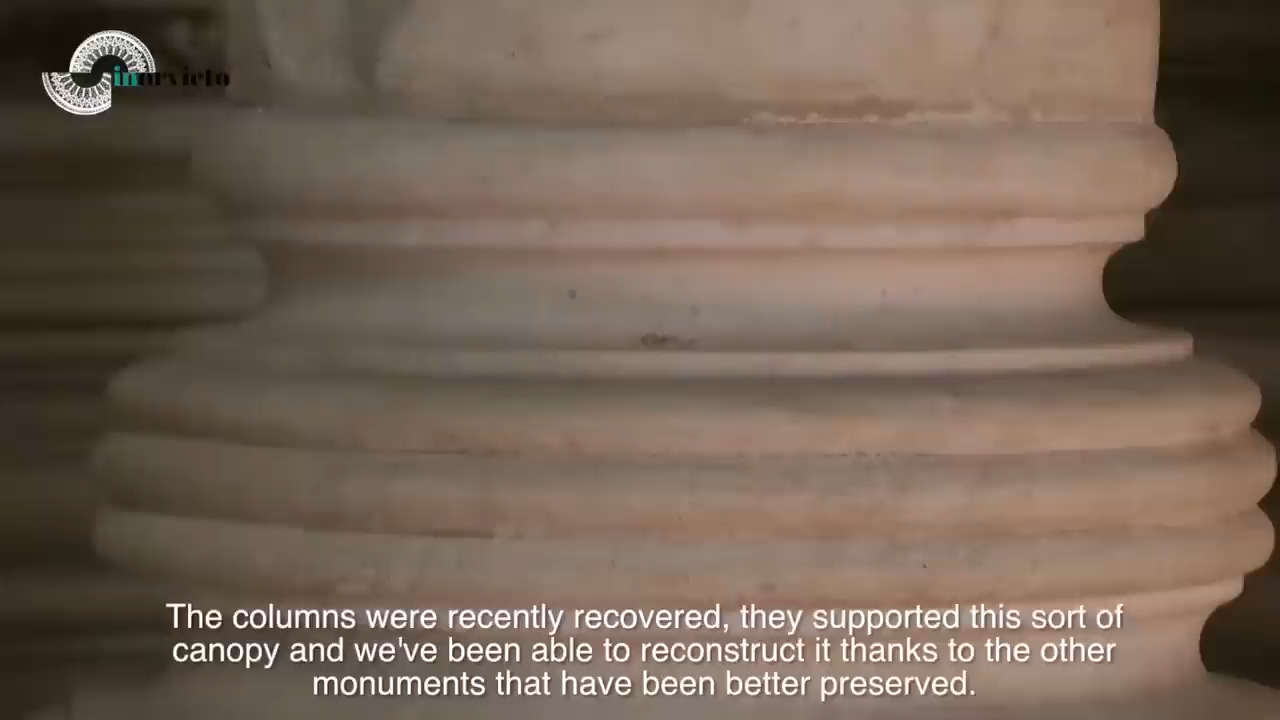 inorvieto
The columns were recently recovered, they supported this sort of
canopy and we've been able to reconstruct it thanks to the other
monuments that have been better preserved.